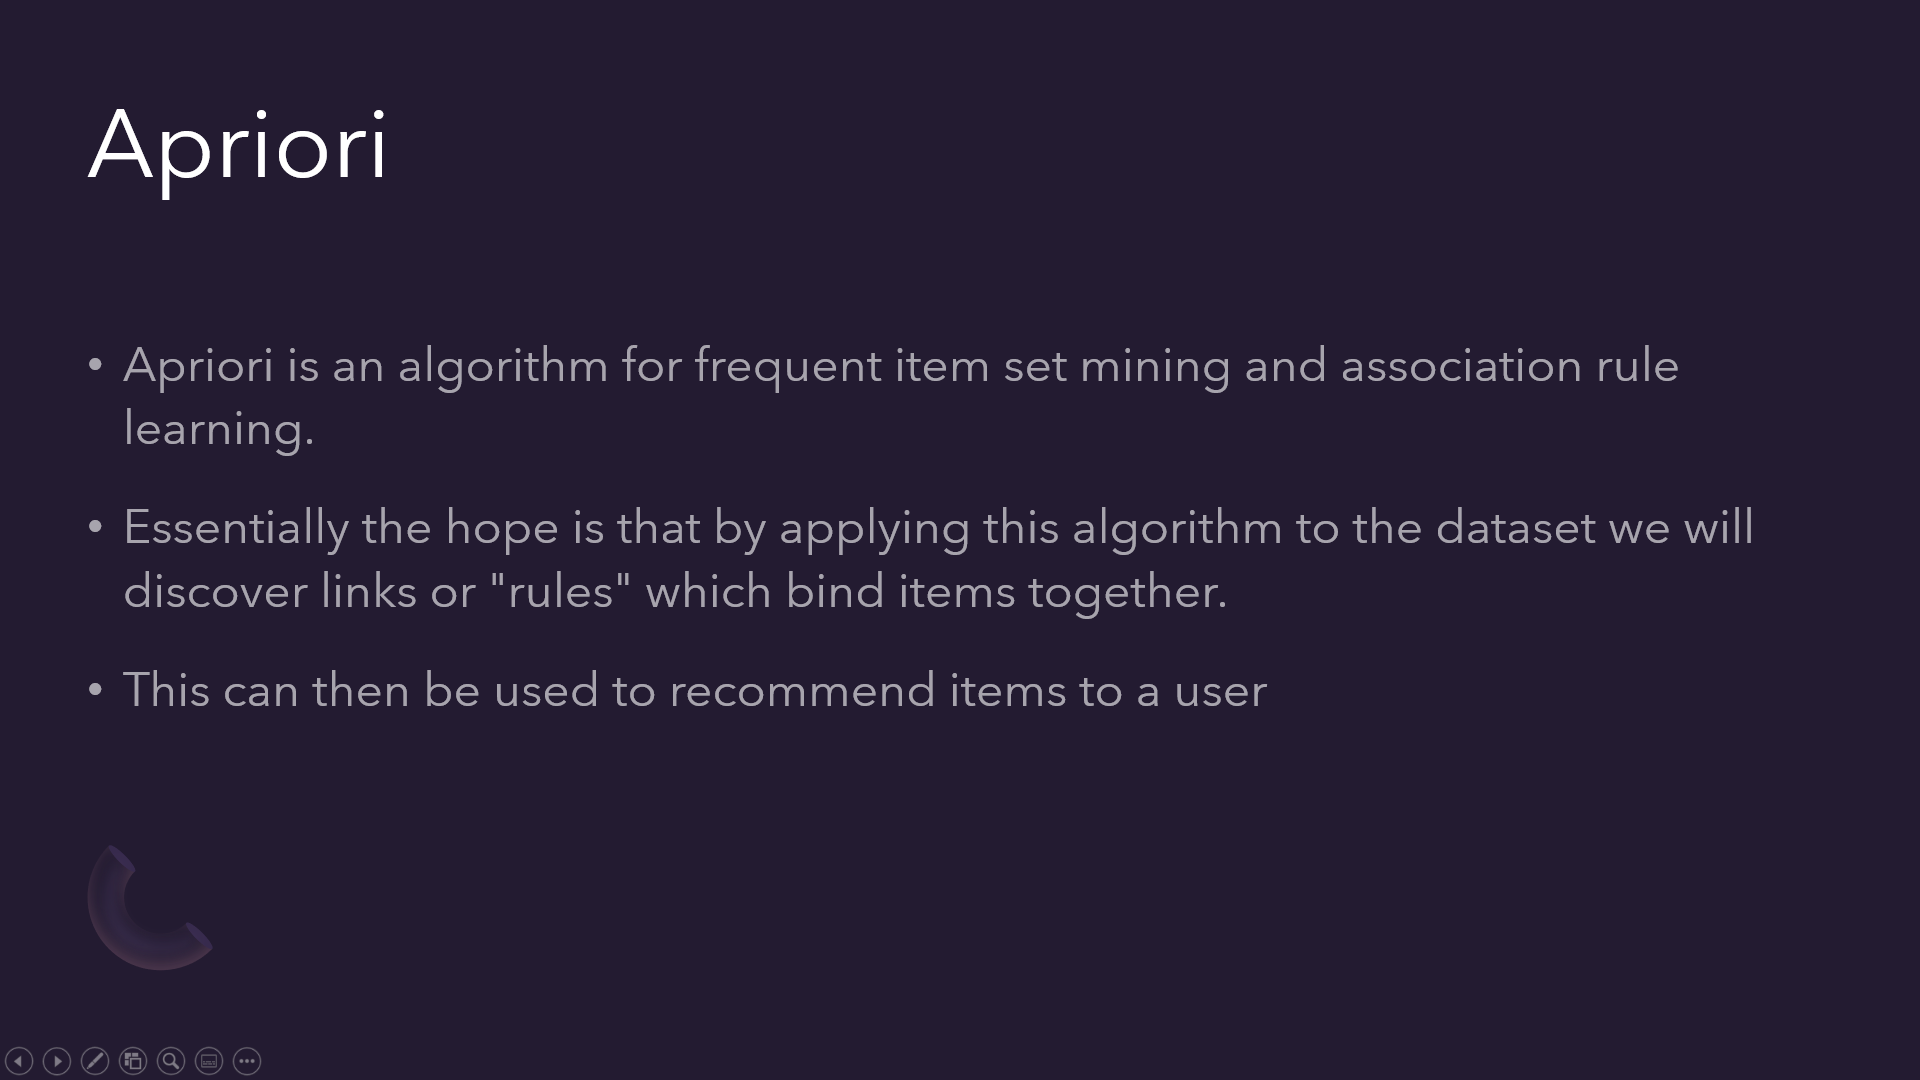 Apriori
• Apriori is an algorithm for frequent item set mining and association rule
learning.
• Essentially the hope is that by applying this algorithm to the dataset we will
discover links or "rules" which bind items together.
• This can then be used to recommend items to a user